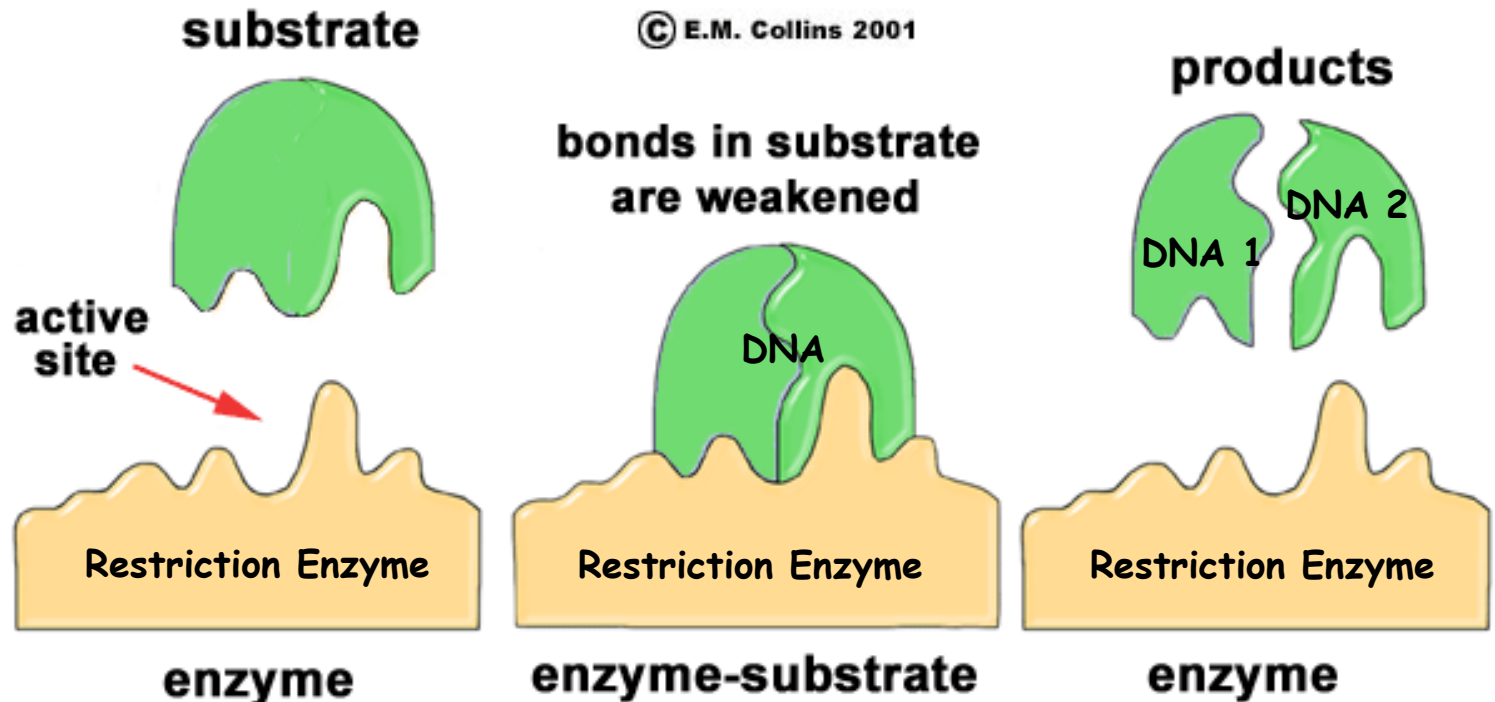 substrate
© E.M. Collins 2001
products
bonds in substrate
are weakened
active
site
DNA
DNA 1
DNA 2
Restriction Enzyme
Restriction Enzyme
Restriction Enzyme
enzyme
enzyme-substrate
enzyme